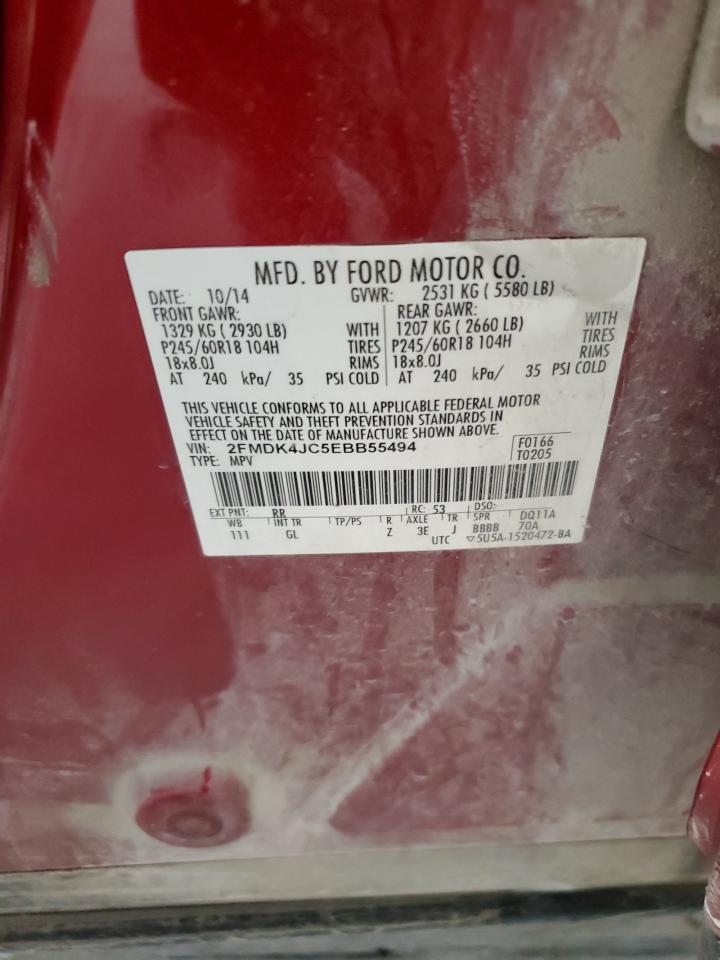 MFD. BY FORD MOTOR CO.
DATE: 10/14 GVWR: 2531 KG ( 5580 LB)
FRONT GAWR: REAR GAWR:
1329 KG ( 2930 LB) WITH 1207 KG ( 2660 LB) WITH
P245/60R18 104H TIRES P245/60R18 104H TIRES
18x8.0J RIMS 18x8.0J RIMS
AT 240 kPa/ 35 PSI COLD AT 240 kPa/ 35 PSI COLD
THIS VEHICLE CONFORMS TO ALL APPLICABLE FEDERAL MOTOR
VEHICLE SAFETY AND THEFT PREVENTION STANDARDS IN
EFFECT ON THE DATE OF MANUFACTURE SHOWN ABOVE.
VIN: 2FMDK4JC5EBB55494 F0166
TYPE: MPV T0205
EXT PNT: RR RC: 53 DSO:
WB INT TR TP/PS R AXLE TR SPR DQ11A
111 GL Z 3E J BBBB 70A
UTC ▽5U5A-1520472-BA